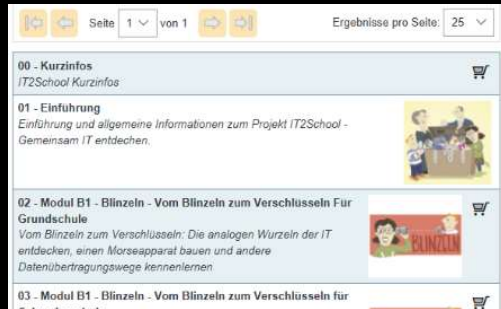 Seite 1 von 1 Ergebnisse pro Seite: 25
00 - Kurzinfos
IT2School Kurzinfos
01 - Einführung
Einführung und allgemeine Informationen zum Projekt IT2School -
Gemeinsam IT entdechen.
02 - Modul B1 - Blinzeln - Vom Blinzeln zum Verschlüsseln Für
Grundschule
Vom Blinzeln zum Verschlüsseln: Die analogen Wurzeln der IT
entdecken, einen Morseapparat bauen und andere
Datenübertragungswege kennenlernen
BLINZELN
03 - Modul B1 - Blinzeln - Vom Blinzeln zum Verschlüsseln für